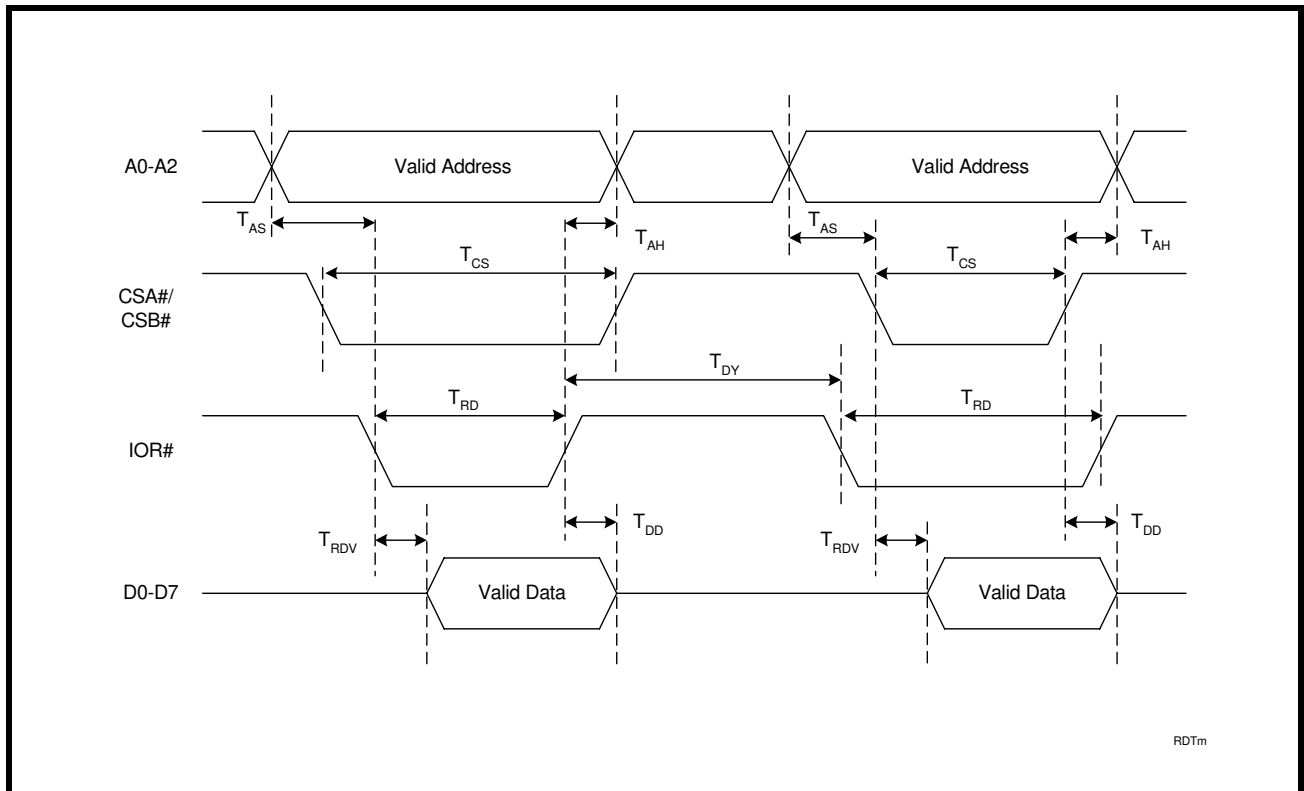 A0-A2
Valid Address
Valid Address
TAS
TAH
TAS
TAH
TCS
TCS
CSA#/
CSB#
TDY
TRD
TRD
IOR#
TRDV
TDD
TRDV
TDD
D0-D7
Valid Data
Valid Data
RDTm